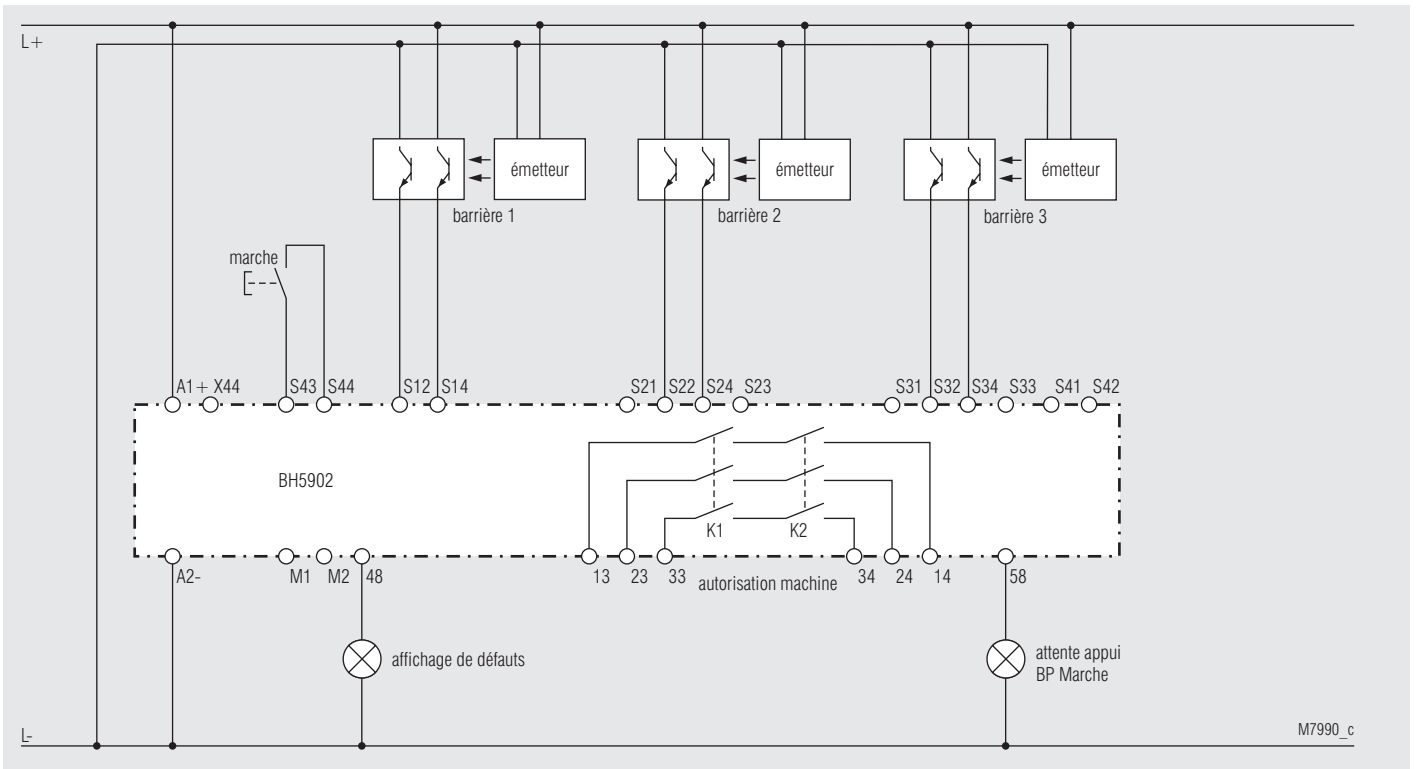 L+
émetteur
émetteur
émetteur
barrière 1
barrière 2
barrière 3
marche
A1+ X44 S43 S44 S12 S14 S21 S22 S24 S23 S31 S32 S34 S33 S41 S42
BH5902
K1 K2
A2- M1 M2 48 13 23 33 34 24 14 58
autorisation machine
affichage de défauts
attente appui
BP Marche
L-
M7990_c